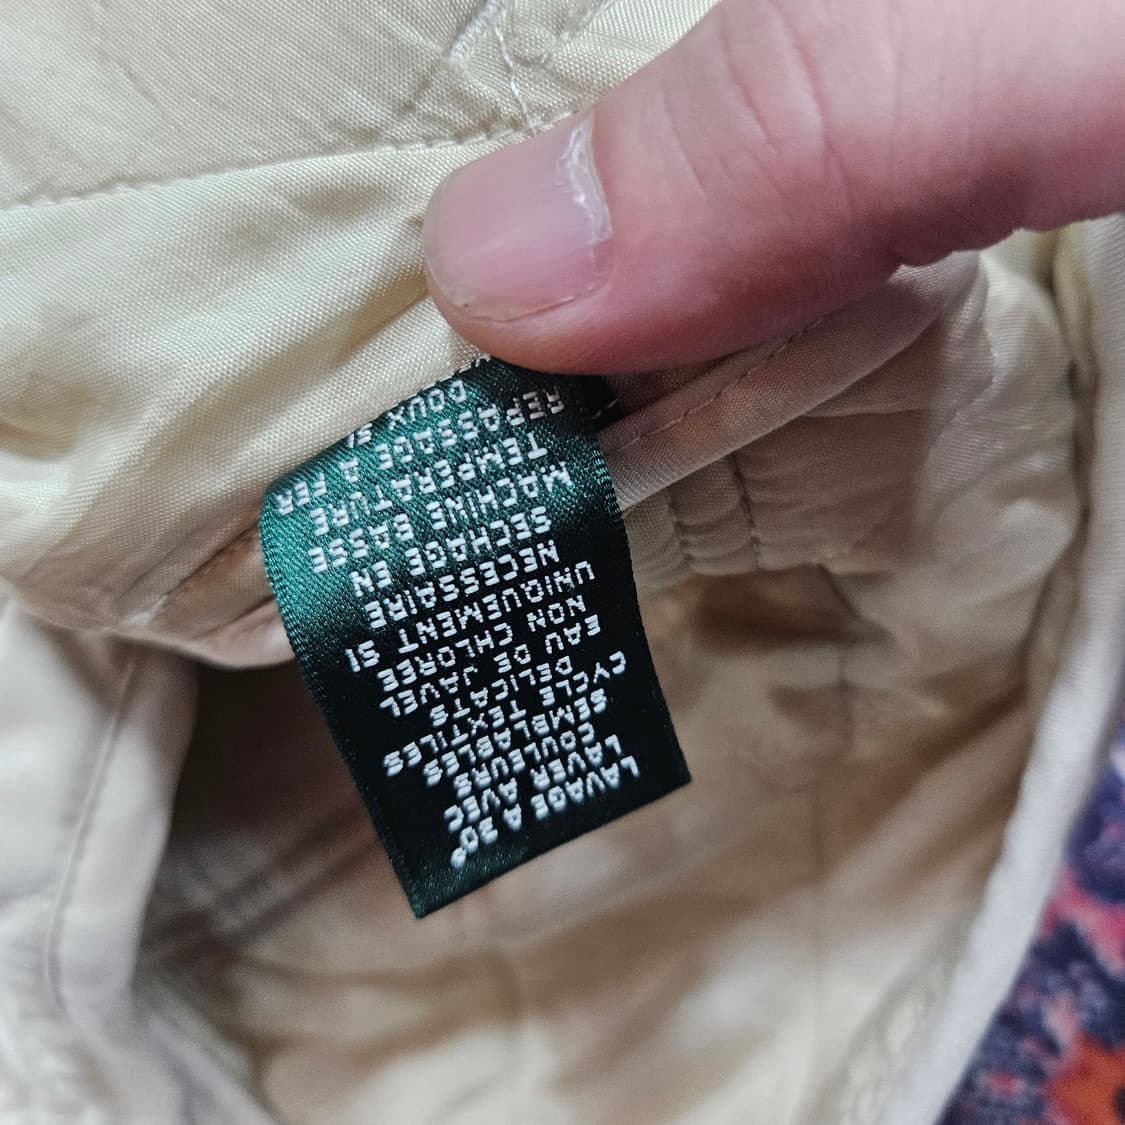 LAVAGE A 30°
LAVER AVEC
COULEURS
SEMBLABLES
CYCLE TEXTILES
DELICATS
EAU DE JAVEL
NON CHLOREE
UNIQUEMENT SI
NECESSAIRE
SECHAGE EN
MACHINE BASSE
TEMPERATURE
REPASSAGE A FER
DOUX SI